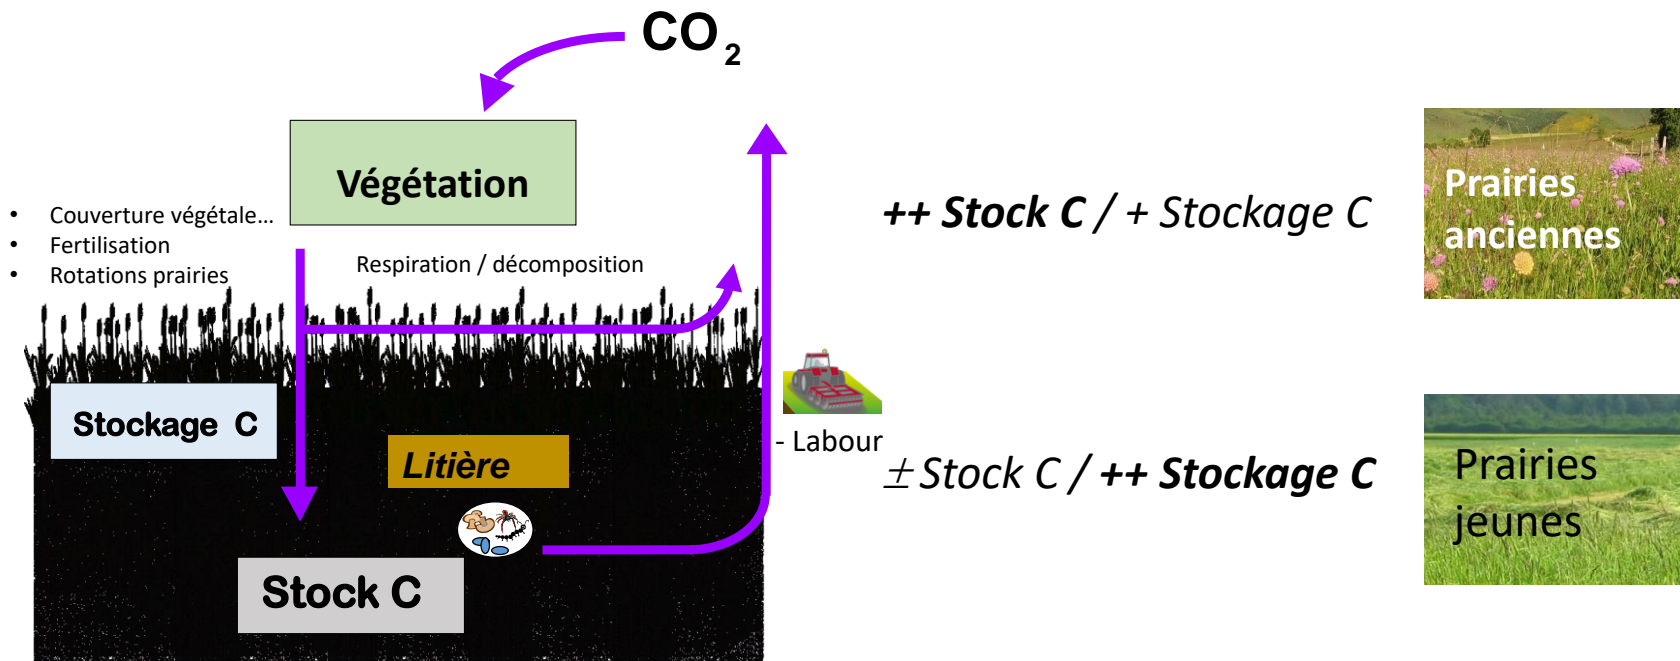 CO2
Végétation
• Couverture végétale...
• Fertilisation
• Rotations prairies
Respiration / décomposition
Stockage C
Litière
Stock C
- Labour
++ Stock C / + Stockage C
Prairies
anciennes
± Stock C / ++ Stockage C
Prairies
jeunes